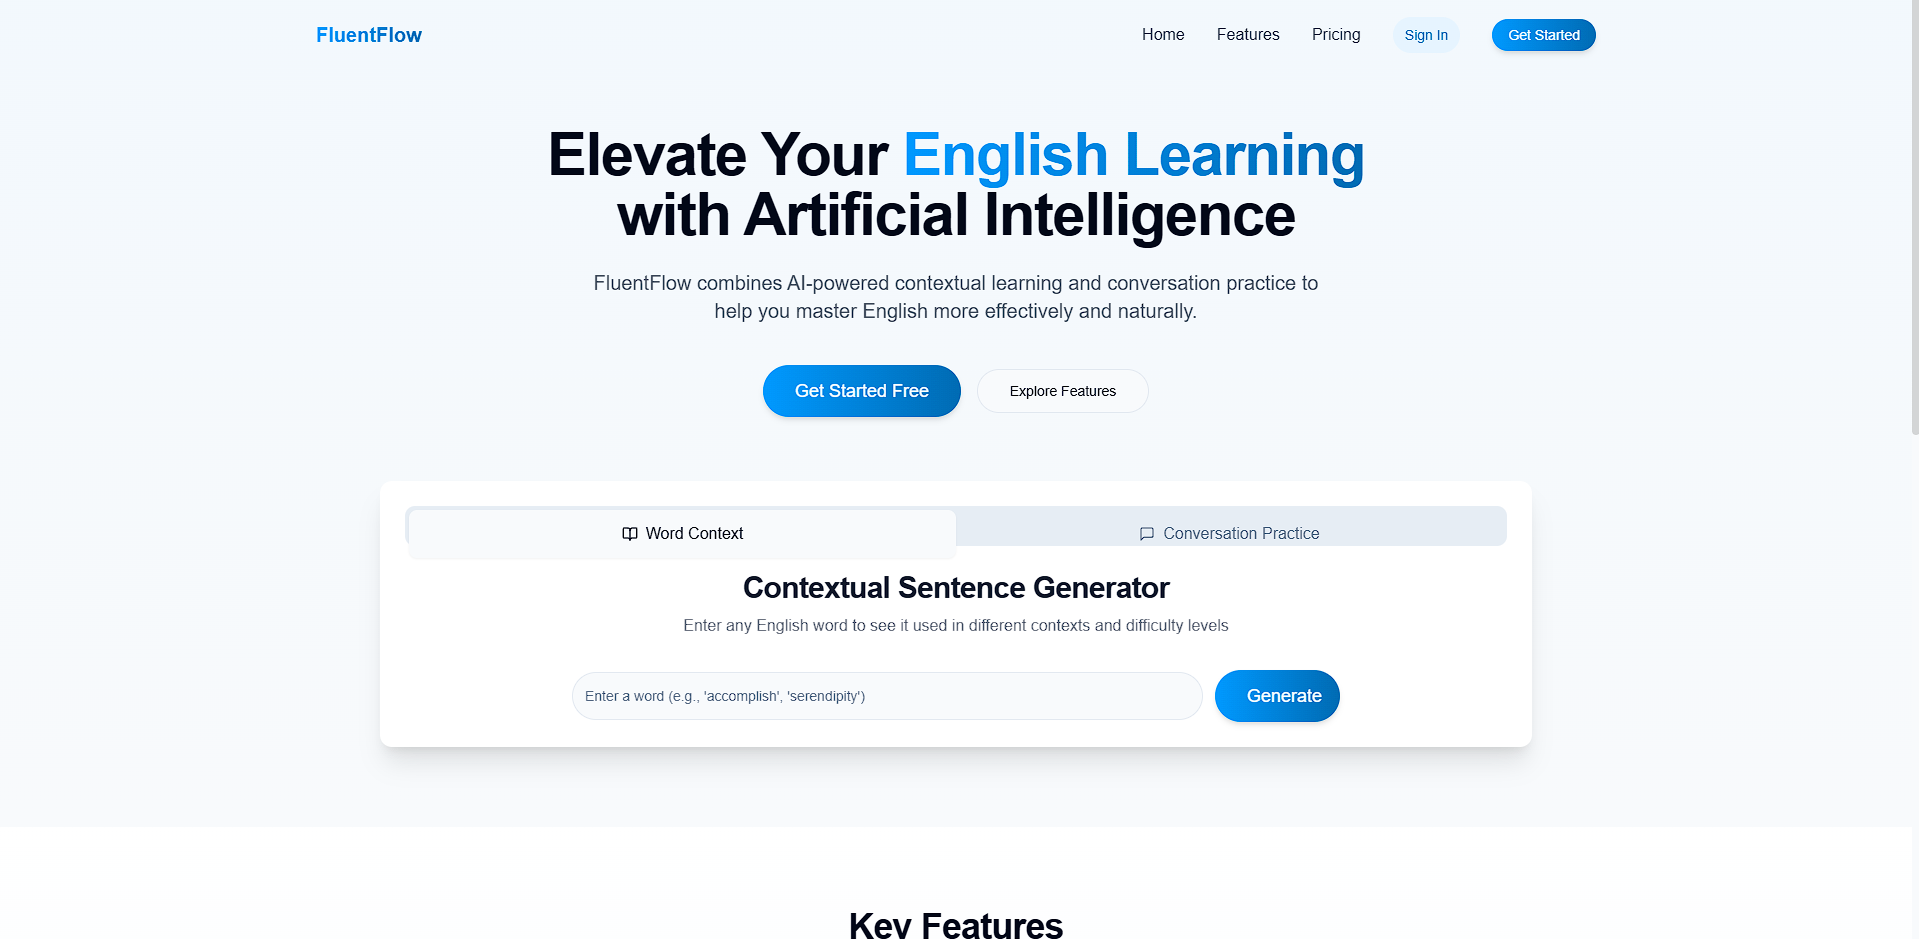 FluentFlow
Home
Features
Pricing
Sign In
Get Started
Elevate Your English Learning
with Artificial Intelligence
FluentFlow combines AI-powered contextual learning and conversation practice to
help you master English more effectively and naturally.
Get Started Free
Explore Features
Word Context
Conversation Practice
Contextual Sentence Generator
Enter any English word to see it used in different contexts and difficulty levels
Enter a word (e.g., 'accomplish', 'serendipity')
Generate
Key Features